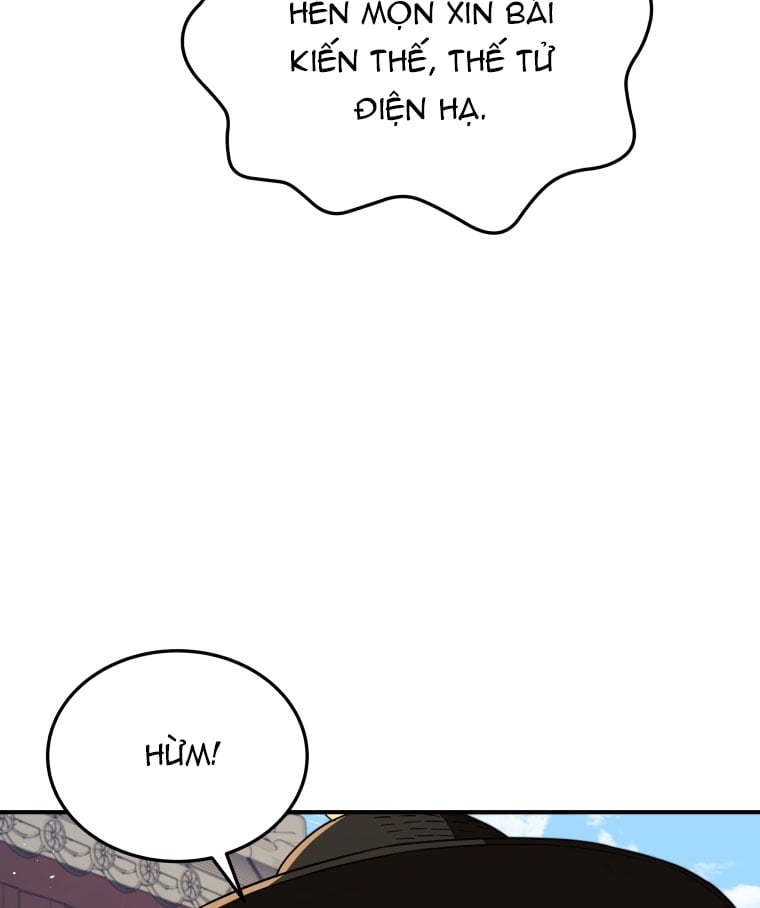 HÈN MỌN XIN BÁI
KIẾN THẾ, THẾ TỬ
ĐIỆN HẠ.
HỪM!